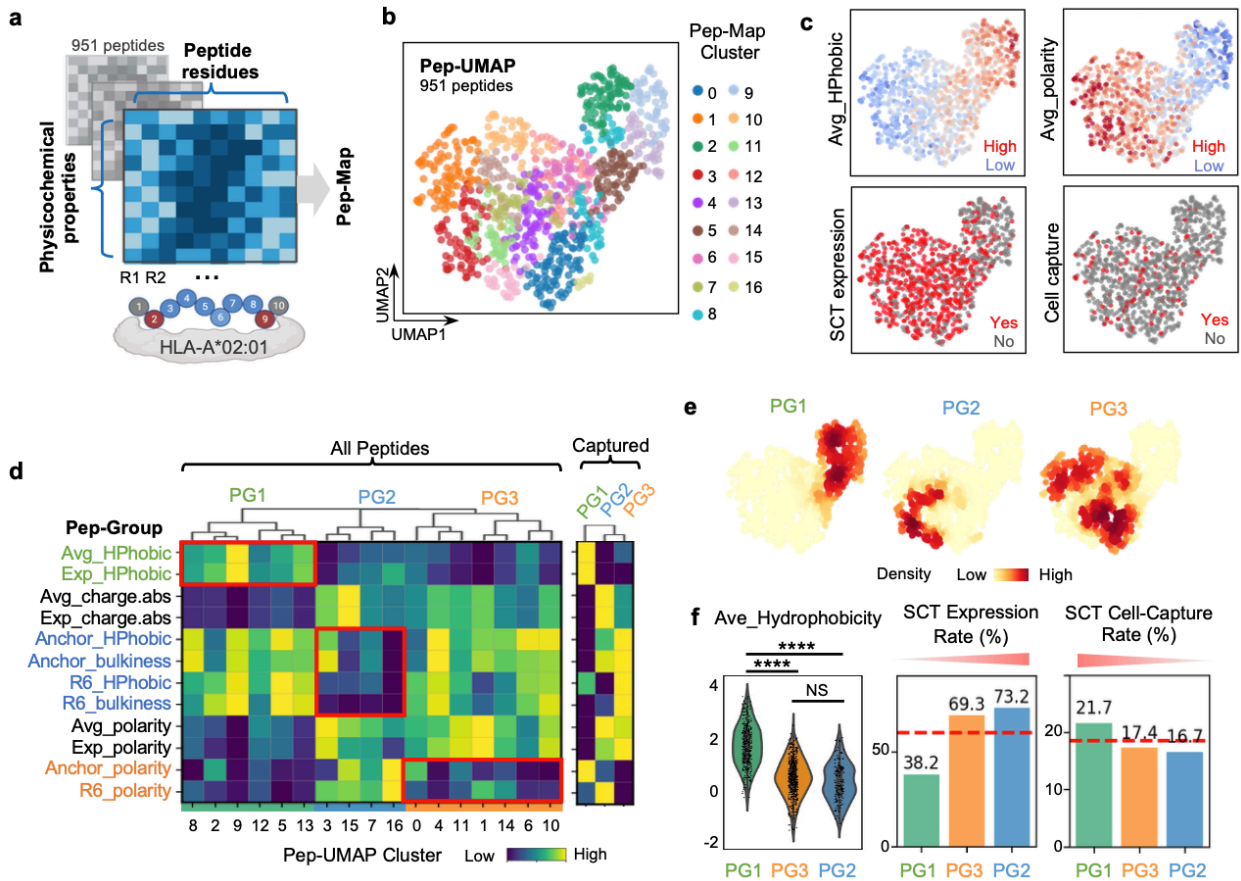 a
951 peptides
Peptide
residues
Physicochemical
properties
Pep-Map
R1 R2 ...
1 2 3 4 5 6 7 8 9 10
HLA-A*02:01
b
Pep-UMAP
951 peptides
UMAP2
UMAP1
Pep-Map
Cluster
0 9
1 10
2 11
3 12
4 13
5 14
6 15
7 16
8
c
Avg_HPhobic
High
Low
Avg_polarity
High
Low
SCT expression
Yes
No
Cell capture
Yes
No
d
All Peptides
Captured
PG1 PG2 PG3
PG1 PG2 PG3
Pep-Group
Avg_HPhobic
Exp_HPhobic
Avg_charge.abs
Exp_charge.abs
Anchor_HPhobic
Anchor_bulkiness
R6_HPhobic
R6_bulkiness
Avg_polarity
Exp_polarity
Anchor_polarity
R6_polarity
8 2 9 12 5 13 3 15 7 16 0 4 11 1 14 6 10
Pep-UMAP Cluster
Low High
e
PG1 PG2 PG3
Density Low High
f
Ave_Hydrophobicity
****
****
NS
4
2
0
-2
PG1 PG3 PG2
SCT Expression
Rate (%)
50
0
38.2
69.3
73.2
PG1 PG3 PG2
SCT Cell-Capture
Rate (%)
20
10
0
21.7
17.4
16.7
PG1 PG3 PG2